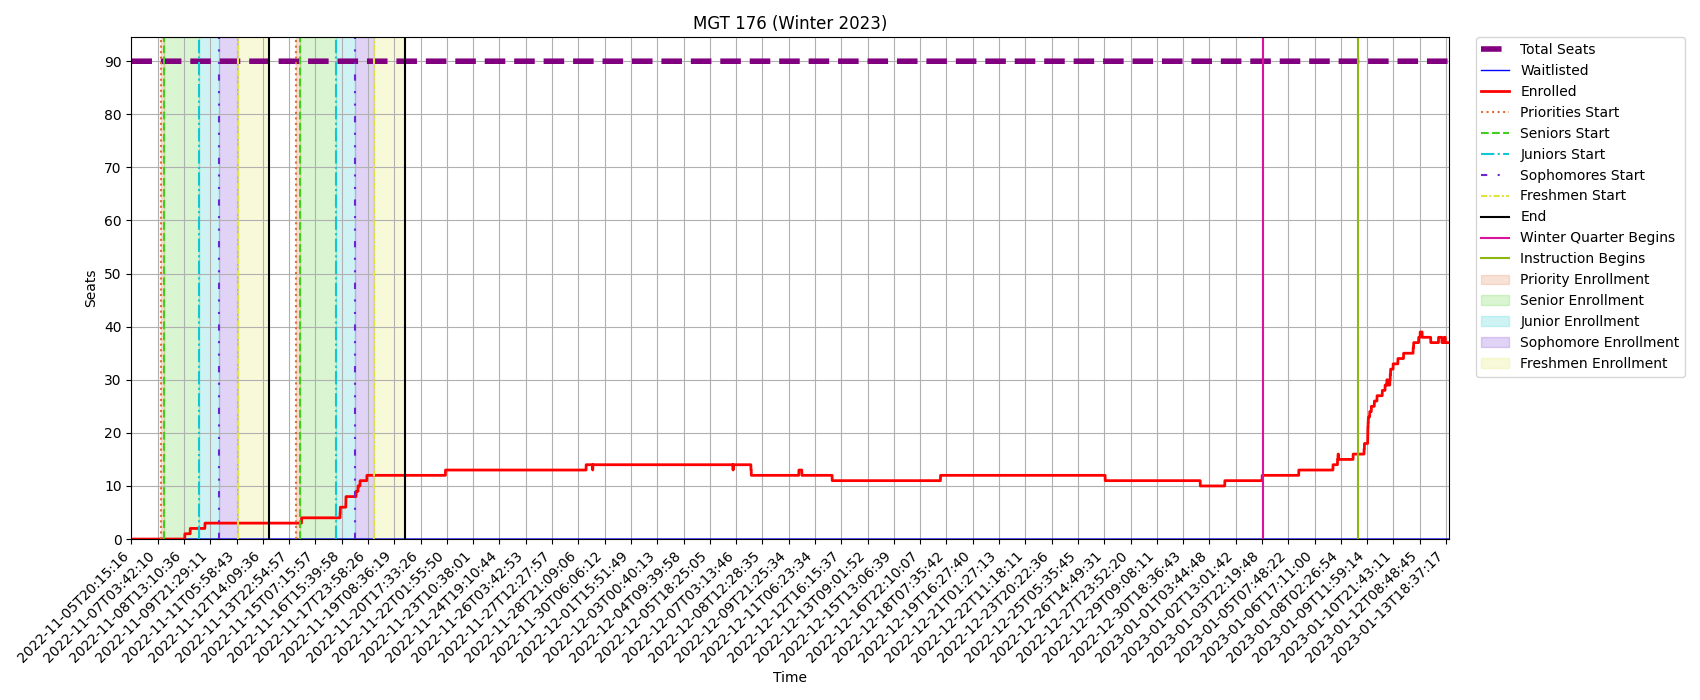 MGT 176 (Winter 2023)
Seats
90
80
70
60
50
40
30
20
10
0
2022-11-05T20:15:16
2022-11-07T03:42:10
2022-11-08T13:10:36
2022-11-09T21:29:11
2022-11-11T05:58:43
2022-11-12T14:09:36
2022-11-13T22:54:57
2022-11-15T07:15:57
2022-11-16T15:39:58
2022-11-17T23:58:26
2022-11-19T08:36:19
2022-11-20T17:33:26
2022-11-22T01:55:50
2022-11-23T10:38:01
2022-11-24T19:10:44
2022-11-26T03:42:53
2022-11-27T12:27:57
2022-11-28T21:09:06
2022-11-30T06:06:12
2022-12-01T15:51:49
2022-12-03T00:40:13
2022-12-04T09:39:58
2022-12-05T18:25:05
2022-12-07T03:13:46
2022-12-08T12:28:35
2022-12-09T21:25:34
2022-12-11T06:23:34
2022-12-12T16:15:37
2022-12-13T09:01:52
2022-12-15T13:06:39
2022-12-16T22:10:07
2022-12-18T07:35:42
2022-12-19T16:27:40
2022-12-21T01:27:13
2022-12-22T11:18:11
2022-12-23T20:22:36
2022-12-25T05:35:45
2022-12-26T14:49:31
2022-12-27T23:52:20
2022-12-29T09:08:11
2022-12-30T18:36:43
2023-01-01T03:44:48
2023-01-02T13:01:42
2023-01-03T22:19:48
2023-01-05T07:48:22
2023-01-06T17:11:00
2023-01-08T02:26:54
2023-01-09T11:59:14
2023-01-10T21:43:11
2023-01-12T08:48:45
2023-01-13T18:37:17
Time
Total Seats
Waitlisted
Enrolled
Priorities Start
Seniors Start
Juniors Start
Sophomores Start
Freshmen Start
End
Winter Quarter Begins
Instruction Begins
Priority Enrollment
Senior Enrollment
Junior Enrollment
Sophomore Enrollment
Freshmen Enrollment